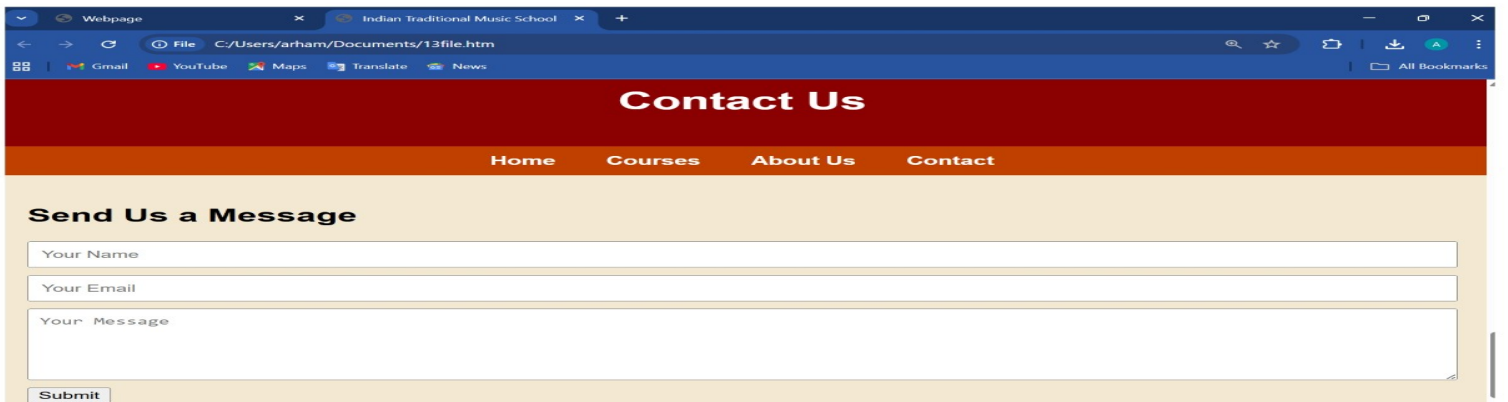 Webpage Indian Traditional Music School
File C:/Users/arham/Documents/13file.htm A
Gmail YouTube Maps Translate News All Bookmarks
Contact Us
Home Courses About Us Contact
Send Us a Message
Your Name
Your Email
Your Message
Submit